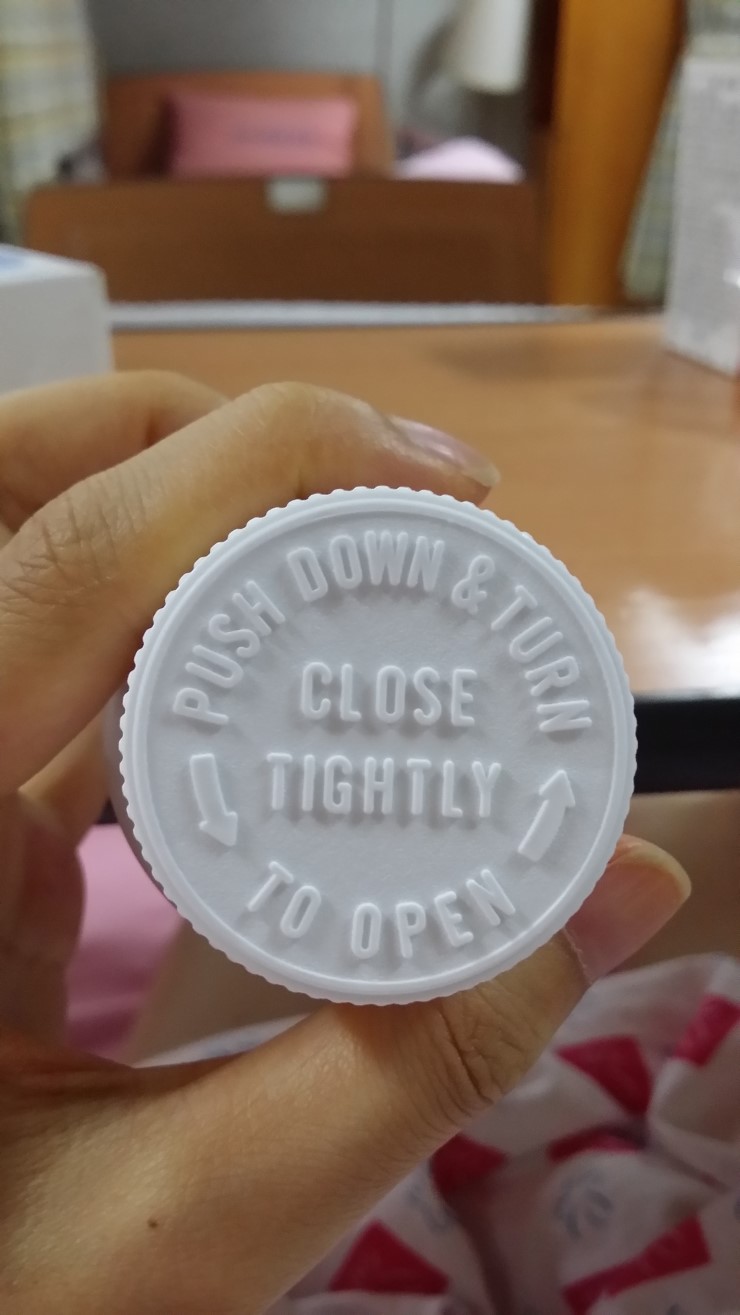 PUSH DOWN & TURN
CLOSE
TIGHTLY
TO OPEN